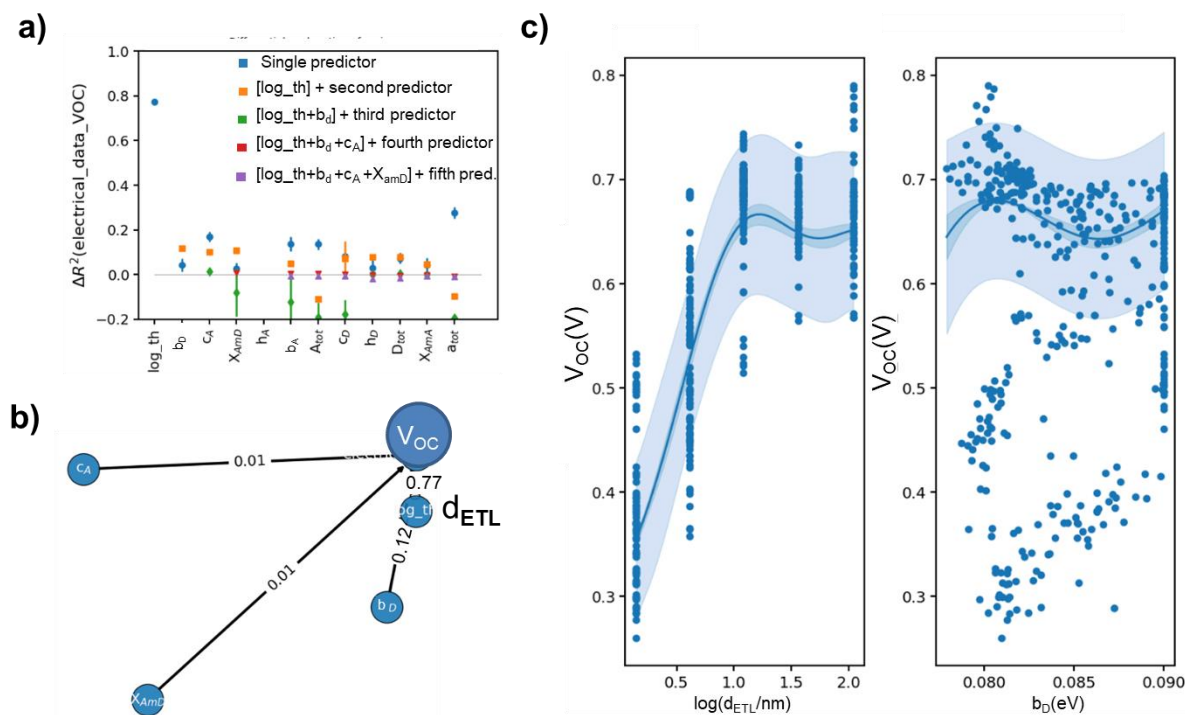 a)
1.0
0.8
0.6
0.4
0.2
0.0
−0.2
ΔR²(electrical_data_VOC)
Single predictor
[log_th] + second predictor
[log_th+b_d] + third predictor
[log_th+b_d +c_A] + fourth predictor
[log_th+b_d +c_A+X_amD] + fifth pred.
log_th
b_D
c_A
X_AmD
h_A
b_A
A_tot
c_D
h_D
D_tot
X_AmA
a_tot
b)
V_OC
c_A
0.01
0.77
log_th
d_ETL
0.12
0.01
b_D
X_AmD
c)
0.8
0.7
0.6
0.5
0.4
0.3
V_OC(V)
0.5
1.0
1.5
2.0
log(d_ETL/nm)
0.8
0.7
0.6
0.5
0.4
0.3
V_OC(V)
0.080
0.085
0.090
b_D(eV)